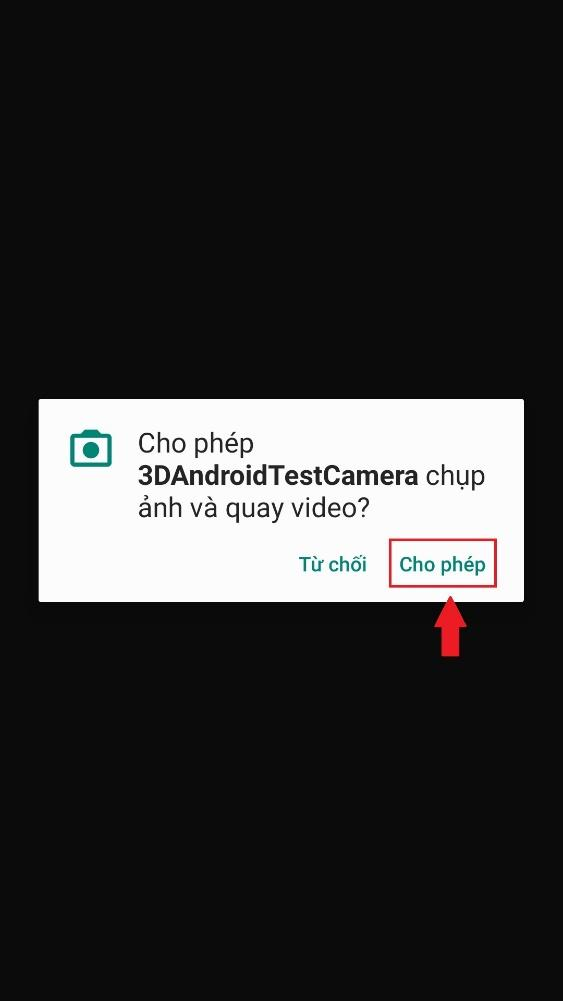 Cho phép
3DAndroidTestCamera chụp
ảnh và quay video?
Từ chối Cho phép